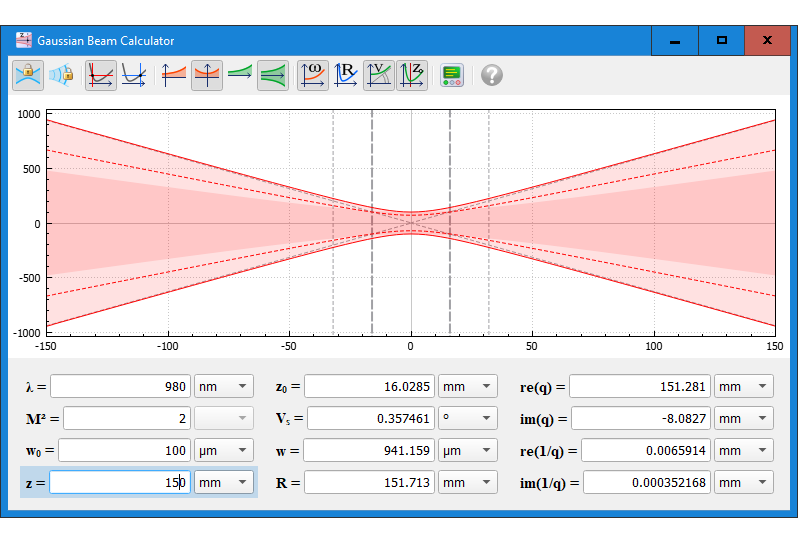 Gaussian Beam Calculator
ω R V Z
1000
500
0
-500
-1000
-150 -100 -50 0 50 100 150
λ = 980 nm z₀ = 16.0285 mm re(q) = 151.281 mm
M² = 2 Vₛ = 0.357461 ° im(q) = -8.0827 mm
w₀ = 100 µm w = 941.159 µm re(1/q) = 0.0065914 mm
z = 150 mm R = 151.713 mm im(1/q) = 0.000352168 mm